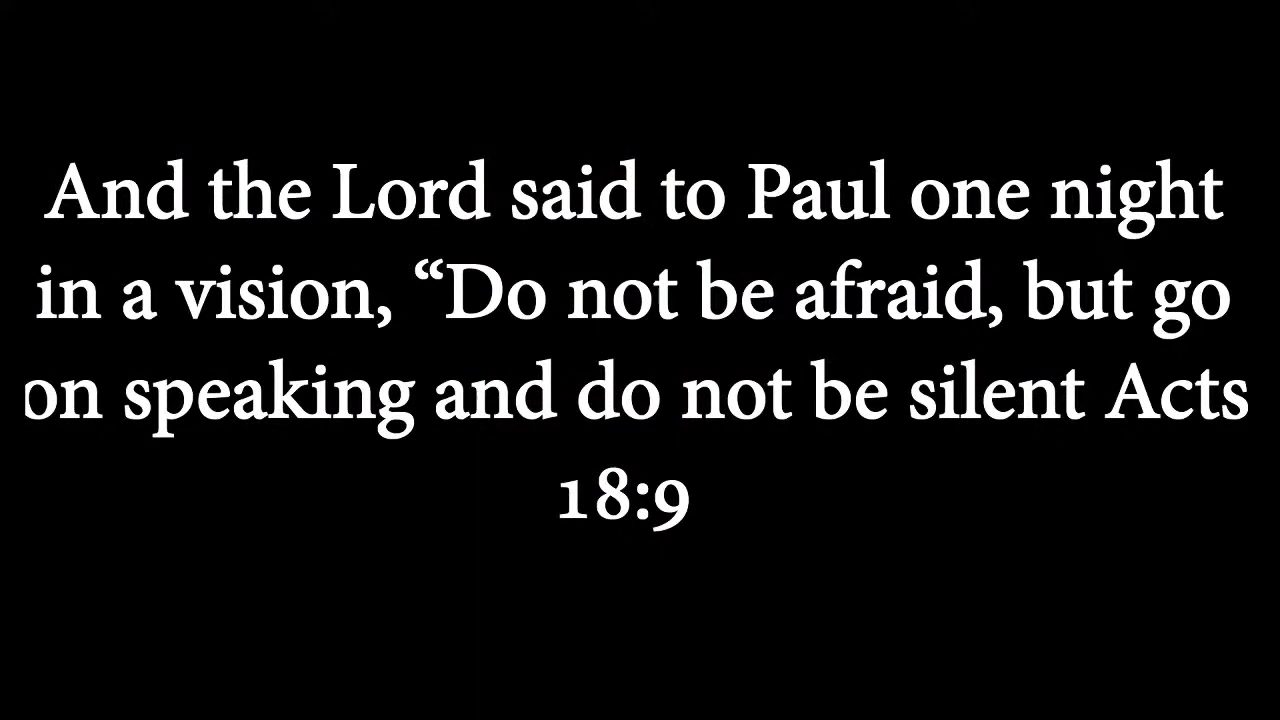 And the Lord said to Paul one night
in a vision, “Do not be afraid, but go
on speaking and do not be silent Acts
18:9